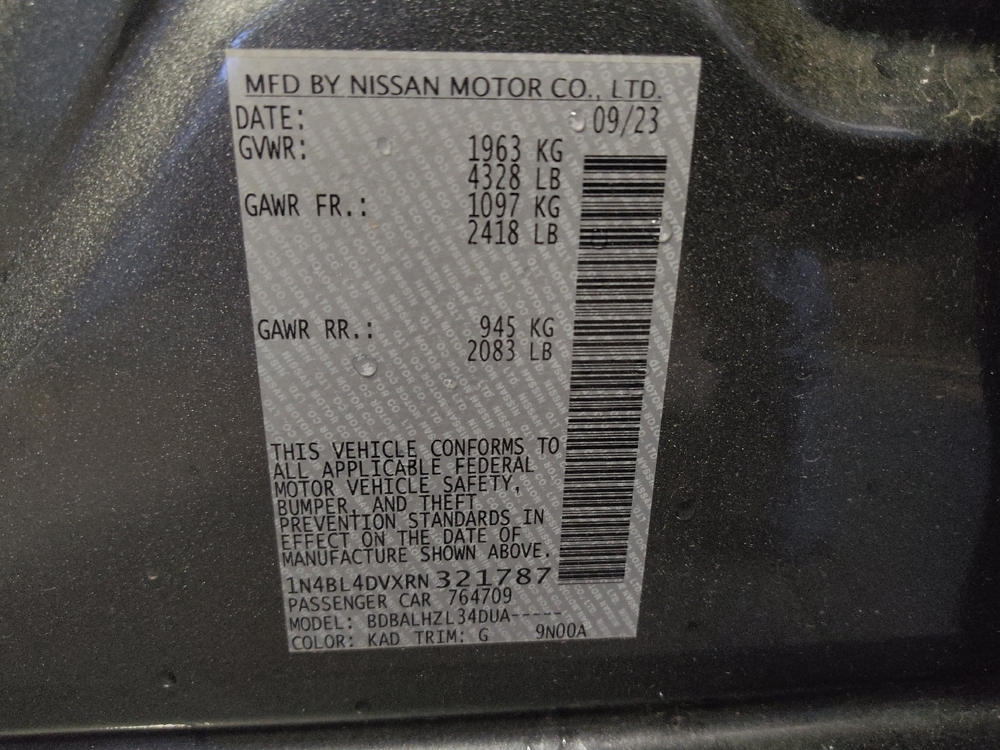 MFD BY NISSAN MOTOR CO., LTD.
DATE: 09/23
GVWR: 1963 KG
4328 LB
GAWR FR.: 1097 KG
2418 LB
GAWR RR.: 945 KG
2083 LB
THIS VEHICLE CONFORMS TO
ALL APPLICABLE FEDERAL
MOTOR VEHICLE SAFETY,
BUMPER, AND THEFT
PREVENTION STANDARDS IN
EFFECT ON THE DATE OF
MANUFACTURE SHOWN ABOVE.
1N4BL4DVXRN321787
PASSENGER CAR 764709
MODEL: BDBALHZL34DUA-----
COLOR: KAD TRIM: G 9N00A